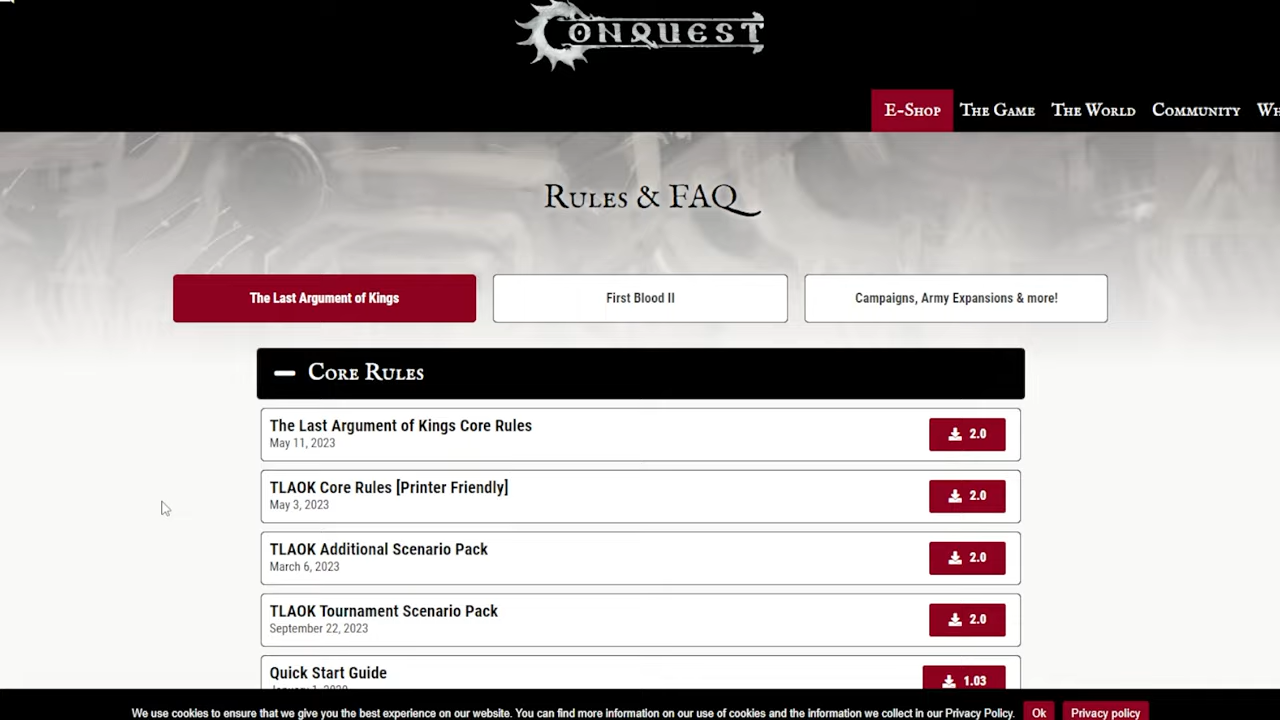 CONQUEST
E-Shop The Game The World Community Wh
Rules & FAQ
The Last Argument of Kings First Blood II Campaigns, Army Expansions & more!
Core Rules
The Last Argument of Kings Core Rules 2.0
May 11, 2023
TLAOK Core Rules [Printer Friendly] 2.0
May 3, 2023
TLAOK Additional Scenario Pack 2.0
March 6, 2023
TLAOK Tournament Scenario Pack 2.0
September 22, 2023
Quick Start Guide 1.03
We use cookies to ensure that we give you the best experience on our website. You can find more information on our use of cookies and the information we collect in our Privacy Policy. Ok Privacy policy